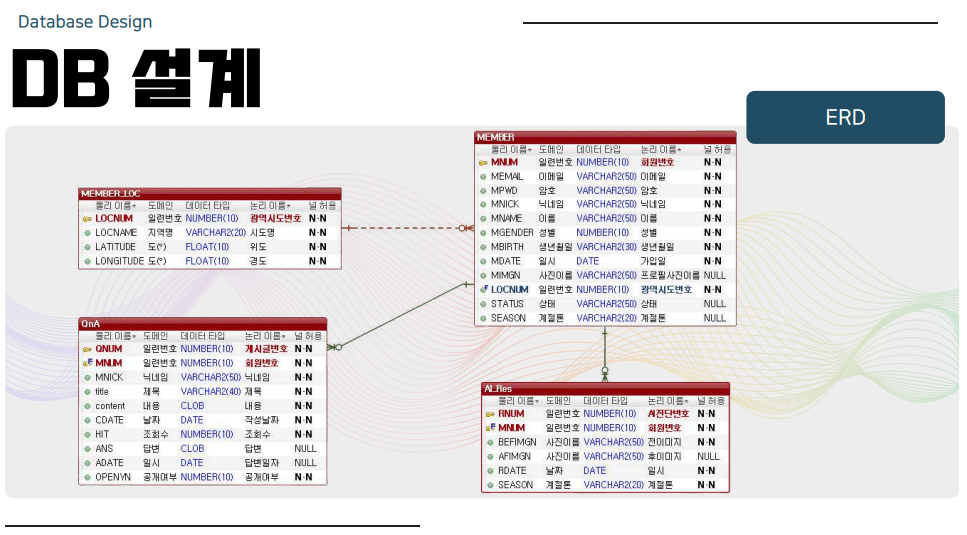 Database Design
DB 설계
ERD
MEMBER_LOC
물리 이름* 도메인 데이터 타입 논리 이름* 널 허용
LOCNUM 일련번호 NUMBER(10) 광역시도번호 N-N
LOCNAME 지역명 VARCHAR2(20) 시도명 N-N
LATITUDE 도(º) FLOAT(10) 위도 N-N
LONGITUDE 도(º) FLOAT(10) 경도 N-N
MEMBER
물리 이름* 도메인 데이터 타입 논리 이름* 널 허용
MNUM 일련번호 NUMBER(10) 회원번호 N-N
MEMAIL 이메일 VARCHAR2(50) 이메일 N-N
MPWD 암호 VARCHAR2(50) 암호 N-N
MNICK 닉네임 VARCHAR2(50) 닉네임 N-N
MNAME 이름 VARCHAR2(50) 이름 N-N
MGENDER 성별 NUMBER(10) 성별 N-N
MBIRTH 생년월일 VARCHAR2(30) 생년월일 N-N
MDATE 일시 DATE 가입일 N-N
MIMGN 사진이름 VARCHAR2(50) 프로필사진이름 NULL
LOCNUM 일련번호 NUMBER(10) 광역시도번호 N-N
STATUS 상태 VARCHAR2(50) 상태 NULL
SEASON 계절톤 VARCHAR2(20) 계절톤 NULL
QnA
물리 이름* 도메인 데이터 타입 논리 이름* 널 허용
QNUM 일련번호 NUMBER(10) 게시글번호 N-N
MNUM 일련번호 NUMBER(10) 회원번호 N-N
MNICK 닉네임 VARCHAR2(50) 닉네임 N-N
title 제목 VARCHAR2(40) 제목 N-N
content 내용 CLOB 내용 N-N
CDATE 날짜 DATE 작성날짜 N-N
HIT 조회수 NUMBER(10) 조회수 N-N
ANS 답변 CLOB 답변 NULL
ADATE 일시 DATE 답변일자 NULL
OPENYN 공개여부 NUMBER(10) 공개여부 N-N
AI_Res
물리 이름* 도메인 데이터 타입 논리 이름* 널 허용
RNUM 일련번호 NUMBER(10) AI진단번호 N-N
MNUM 일련번호 NUMBER(10) 회원번호 N-N
BEFIMGN 사진이름 VARCHAR2(50) 전이미지 N-N
AFIMGN 사진이름 VARCHAR2(50) 후이미지 NULL
RDATE 날짜 DATE 일시 N-N
SEASON 계절톤 VARCHAR2(20) 계절톤 N-N